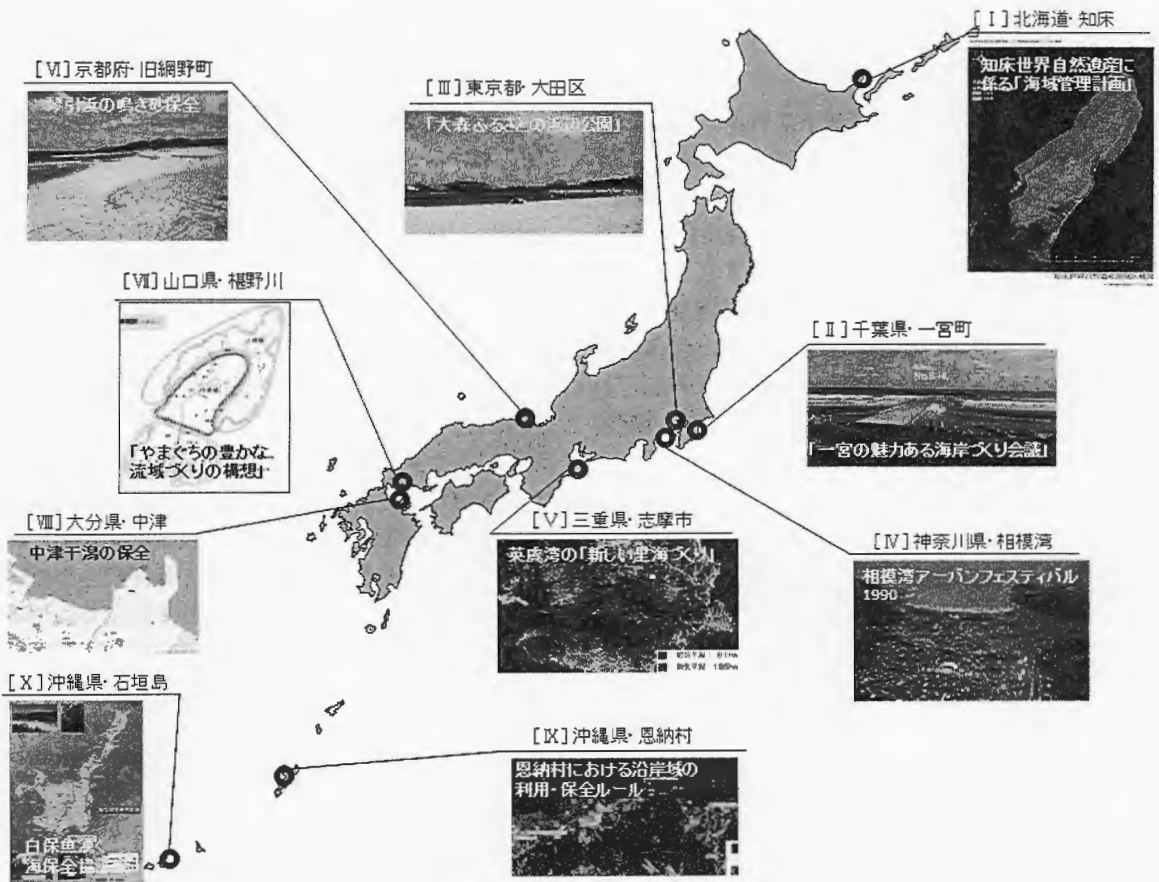 [Ⅰ]北海道・知床
知床世界自然遺産に
係る「海域管理計画」
[Ⅵ]京都府・旧網野町
琴引浜の鳴き砂保全
[Ⅲ]東京都・大田区
「大森ふるさとの浜辺公園」
[Ⅶ]山口県・椹野川
「やまぐちの豊かな
流域づくりの構想」
[Ⅱ]千葉県・一宮町
「一宮の魅力ある海岸づくり会議」
[Ⅷ]大分県・中津
中津干潟の保全
[Ⅴ]三重県・志摩市
英虞湾の「新しい里海づくり」
[Ⅳ]神奈川県・相模湾
相模湾アーバンフェスティバル
1990
[Ⅹ]沖縄県・石垣島
白保魚湧
海保全協
[Ⅸ]沖縄県・恩納村
恩納村における沿岸域の
利用・保全ルール